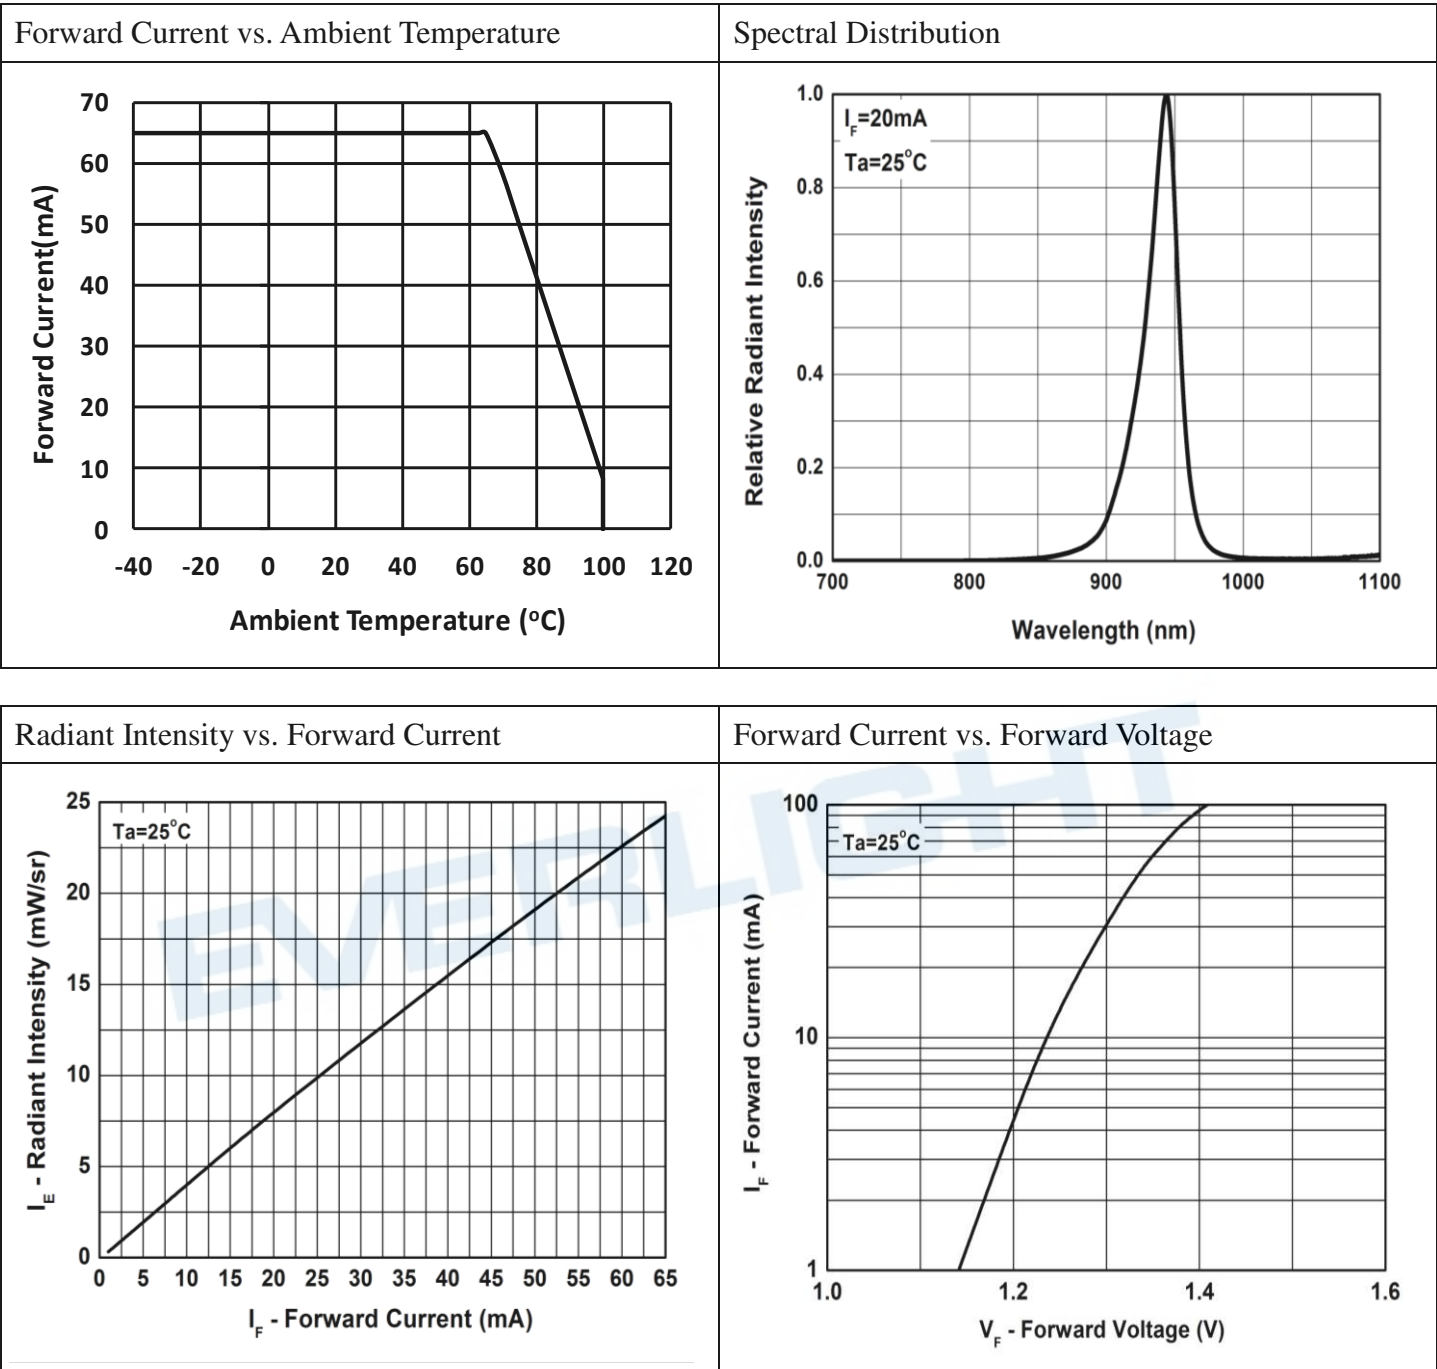 Forward Current vs. Ambient Temperature
70
60
50
40
30
20
10
0
Forward Current(mA)
-40 -20 0 20 40 60 80 100 120
Ambient Temperature (°C)
Spectral Distribution
1.0
0.8
0.6
0.4
0.2
0.0
IF=20mA
Ta=25°C
Relative Radiant Intensity
700 800 900 1000 1100
Wavelength (nm)
Radiant Intensity vs. Forward Current
25
20
15
10
5
0
Ta=25°C
IE - Radiant Intensity (mW/sr)
0 5 10 15 20 25 30 35 40 45 50 55 60 65
IF - Forward Current (mA)
Forward Current vs. Forward Voltage
100
10
1
Ta=25°C
IF - Forward Current (mA)
1.0 1.2 1.4 1.6
VF - Forward Voltage (V)
EVERLIGHT